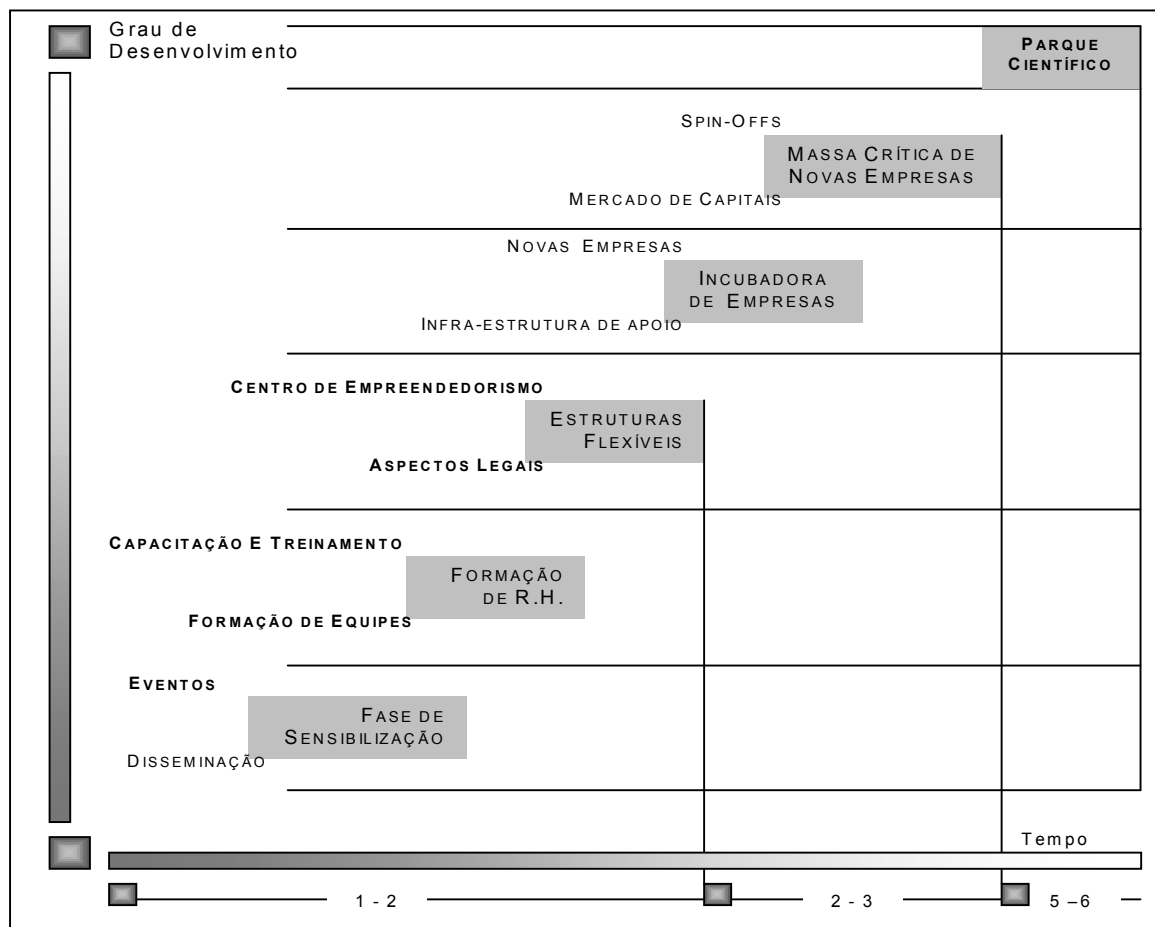 Grau de
Desenvolvimento
PARQUE
CIENTÍFICO
SPIN-OFFS
MASSA CRÍTICA DE
NOVAS EMPRESAS
MERCADO DE CAPITAIS
NOVAS EMPRESAS
INCUBADORA
DE EMPRESAS
INFRA-ESTRUTURA DE APOIO
CENTRO DE EMPREENDEDORISMO
ESTRUTURAS
FLEXÍVEIS
ASPECTOS LEGAIS
CAPACITAÇÃO E TREINAMENTO
FORMAÇÃO
DE R.H.
FORMAÇÃO DE EQUIPES
EVENTOS
FASE DE
SENSIBILIZAÇÃO
DISSEMINAÇÃO
Tempo
1 - 2
2 - 3
5 – 6